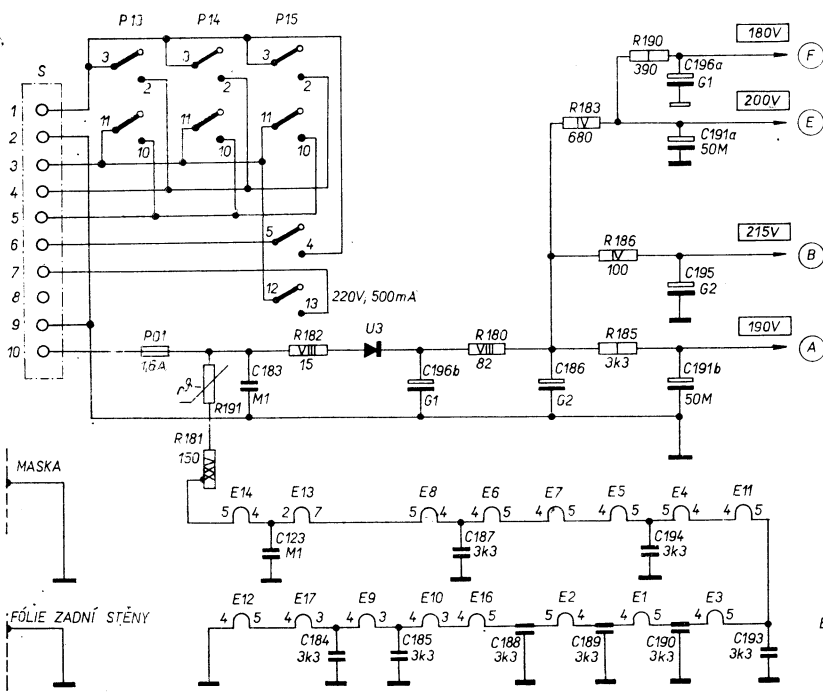 P13 P14 P15
S
3 2 3 2 3 2
11 10 11 10 11 10
1
2
3
4
5
6
7
8
9
10
5 4
12 13
220V, 500mA
P01
1,6A
R191
C183
M1
R181
150
R182
VIII
15
U3
C196b
G1
R180
VIII
82
C186
G2
R183
IV
680
R190
390
C196a
G1
180V
F
200V
E
C191a
50M
R186
IV
100
215V
B
C195
G2
R185
3k3
190V
A
C191b
50M
MASKA
E14 E13 E8 E6 E7 E5 E4 E11
5 4 2 7 5 4 4 5 4 5 4 5 5 4 4 5
C123
M1
C187
3k3
C194
3k3
FÓLIE ZADNÍ STĚNY
E12 E17 E9 E10 E16 E2 E1 E3
4 5 4 3 4 3 4 3 4 5 5 4 4 5 4 5
C184
3k3
C185
3k3
C188
3k3
C189
3k3
C190
3k3
C193
3k3